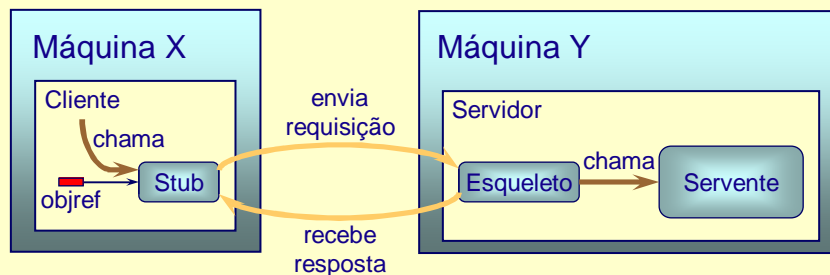 Máquina X
Cliente
chama
objref
Stub
envia
requisição
recebe
resposta
Máquina Y
Servidor
Esqueleto
chama
Servente